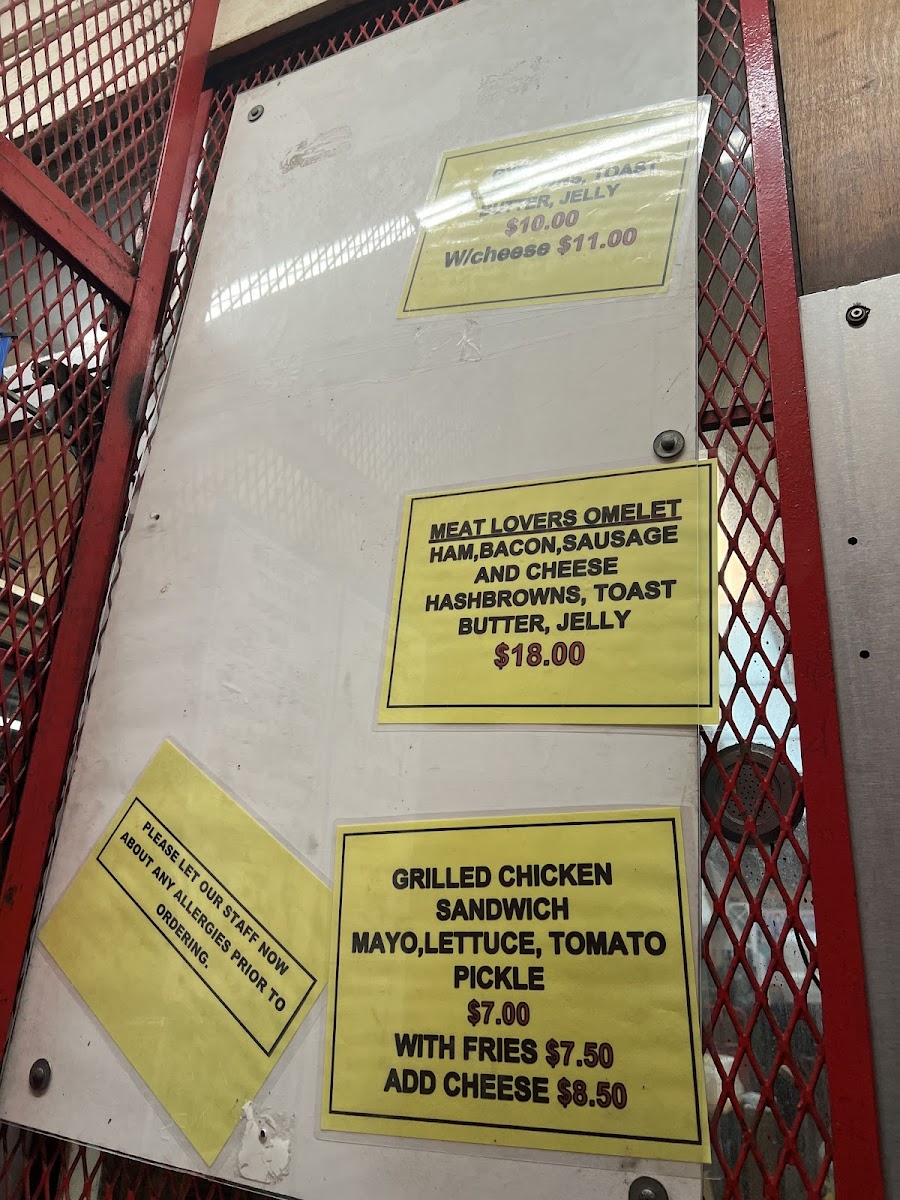 TOAST
BUTTER, JELLY
$10.00
W/cheese $11.00
MEAT LOVERS OMELET
HAM,BACON,SAUSAGE
AND CHEESE
HASHBROWNS, TOAST
BUTTER, JELLY
$18.00
PLEASE LET OUR STAFF NOW
ABOUT ANY ALLERGIES PRIOR TO
ORDERING.
GRILLED CHICKEN
SANDWICH
MAYO,LETTUCE, TOMATO
PICKLE
$7.00
WITH FRIES $7.50
ADD CHEESE $8.50